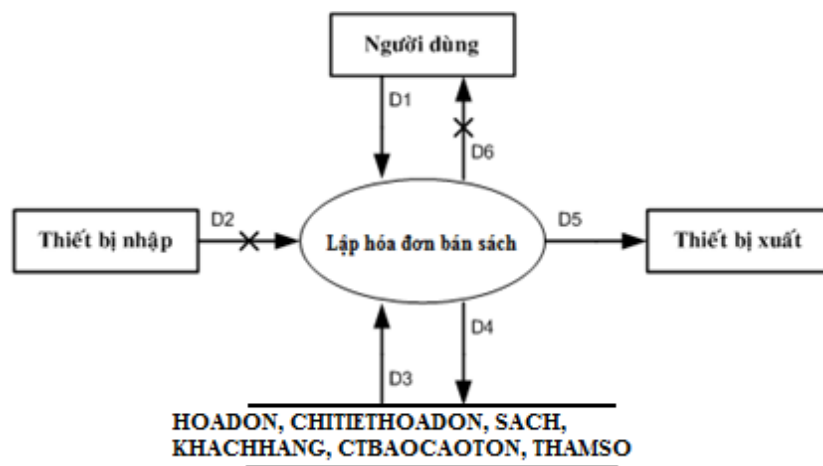 Người dùng
D1
D6
D2
Thiết bị nhập
Lập hóa đơn bán sách
D5
Thiết bị xuất
D4
D3
HOADON, CHITIETHOADON, SACH,
KHACHHANG, CTBAOCAOTON, THAMSO